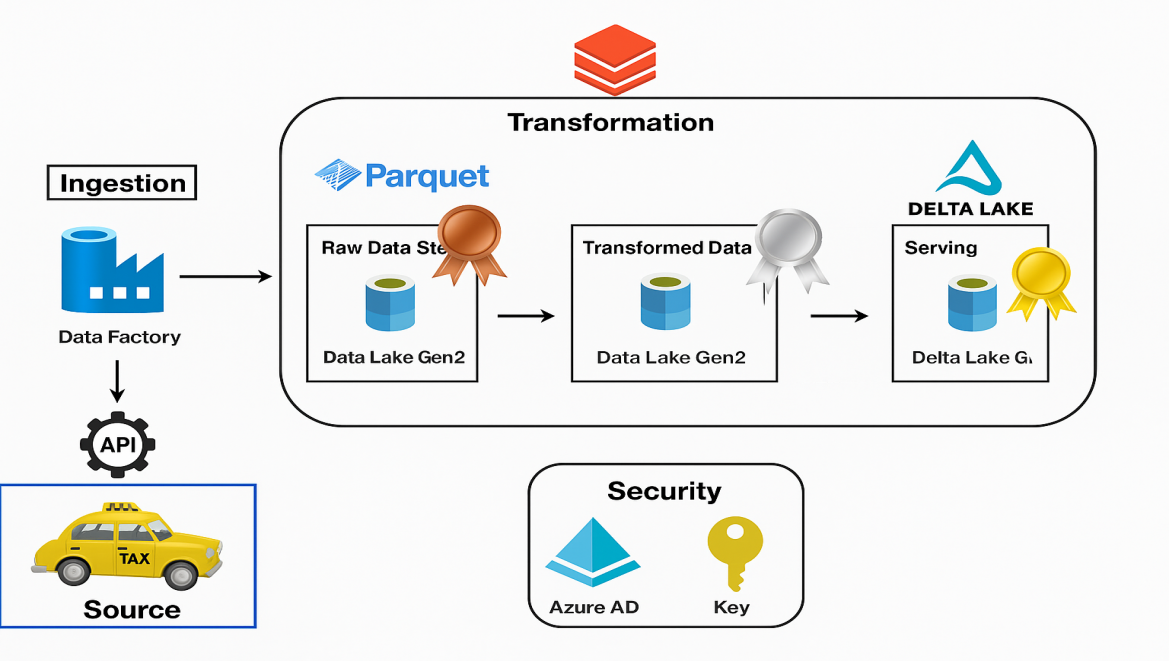 Transformation
Ingestion
Parquet
DELTA LAKE
Raw Data Ste
Transformed Data
Serving
Data Factory
Data Lake Gen2
Data Lake Gen2
Delta Lake G
API
TAX
Source
Security
Azure AD
Key